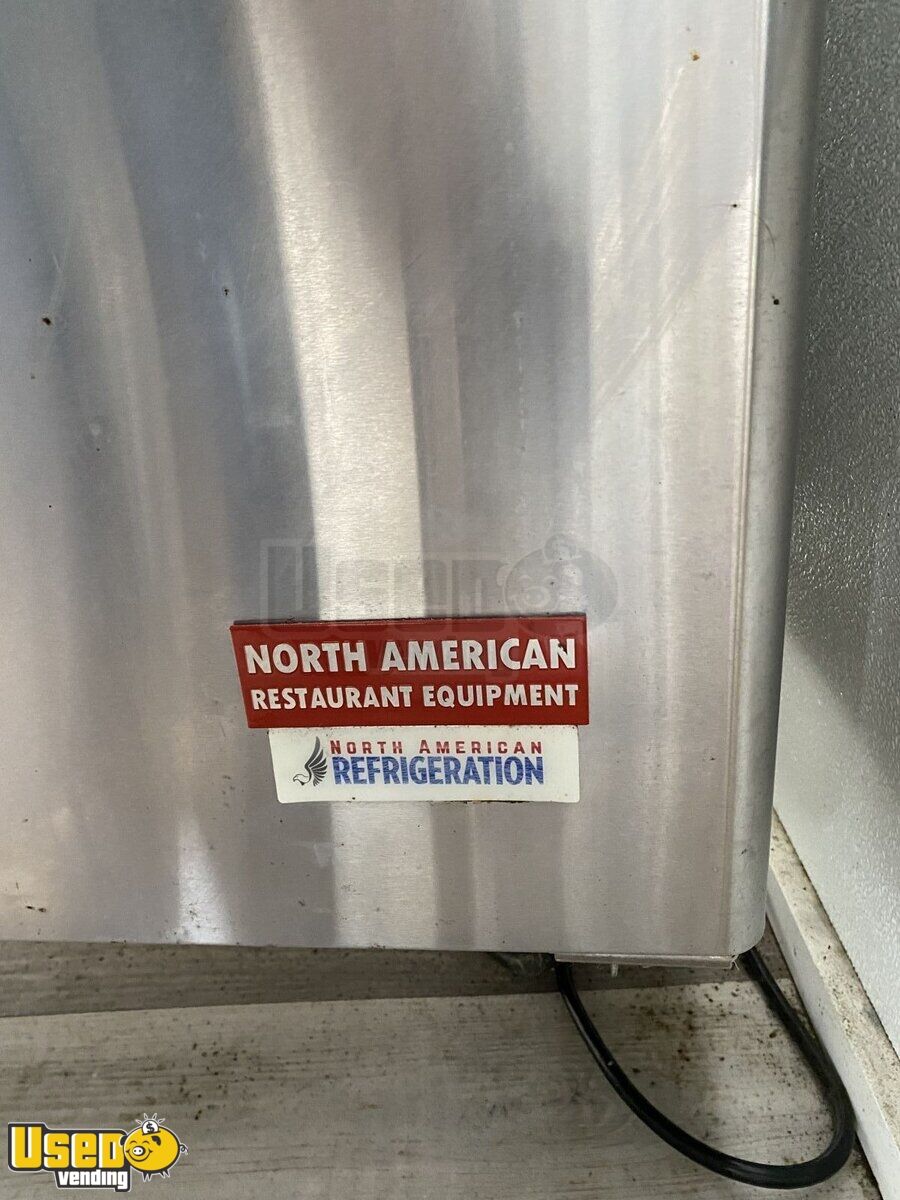 NORTH AMERICAN
RESTAURANT EQUIPMENT
NORTH AMERICAN
REFRIGERATION
USED
vending